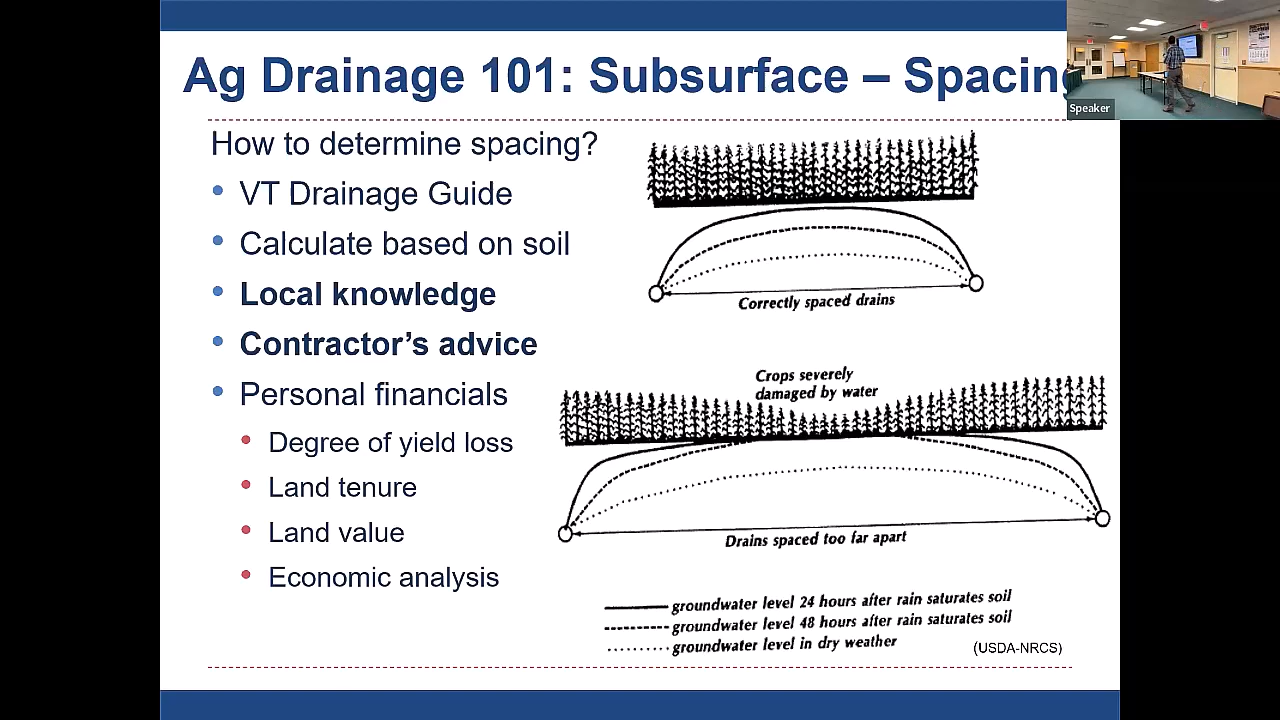 Ag Drainage 101: Subsurface – Spacing
Speaker
How to determine spacing?
• VT Drainage Guide
• Calculate based on soil
• Local knowledge
• Contractor's advice
• Personal financials
• Degree of yield loss
• Land tenure
• Land value
• Economic analysis
Correctly spaced drains
Crops severely
damaged by water
Drains spaced too far apart
groundwater level 24 hours after rain saturates soil
groundwater level 48 hours after rain saturates soil
groundwater level in dry weather
(USDA-NRCS)